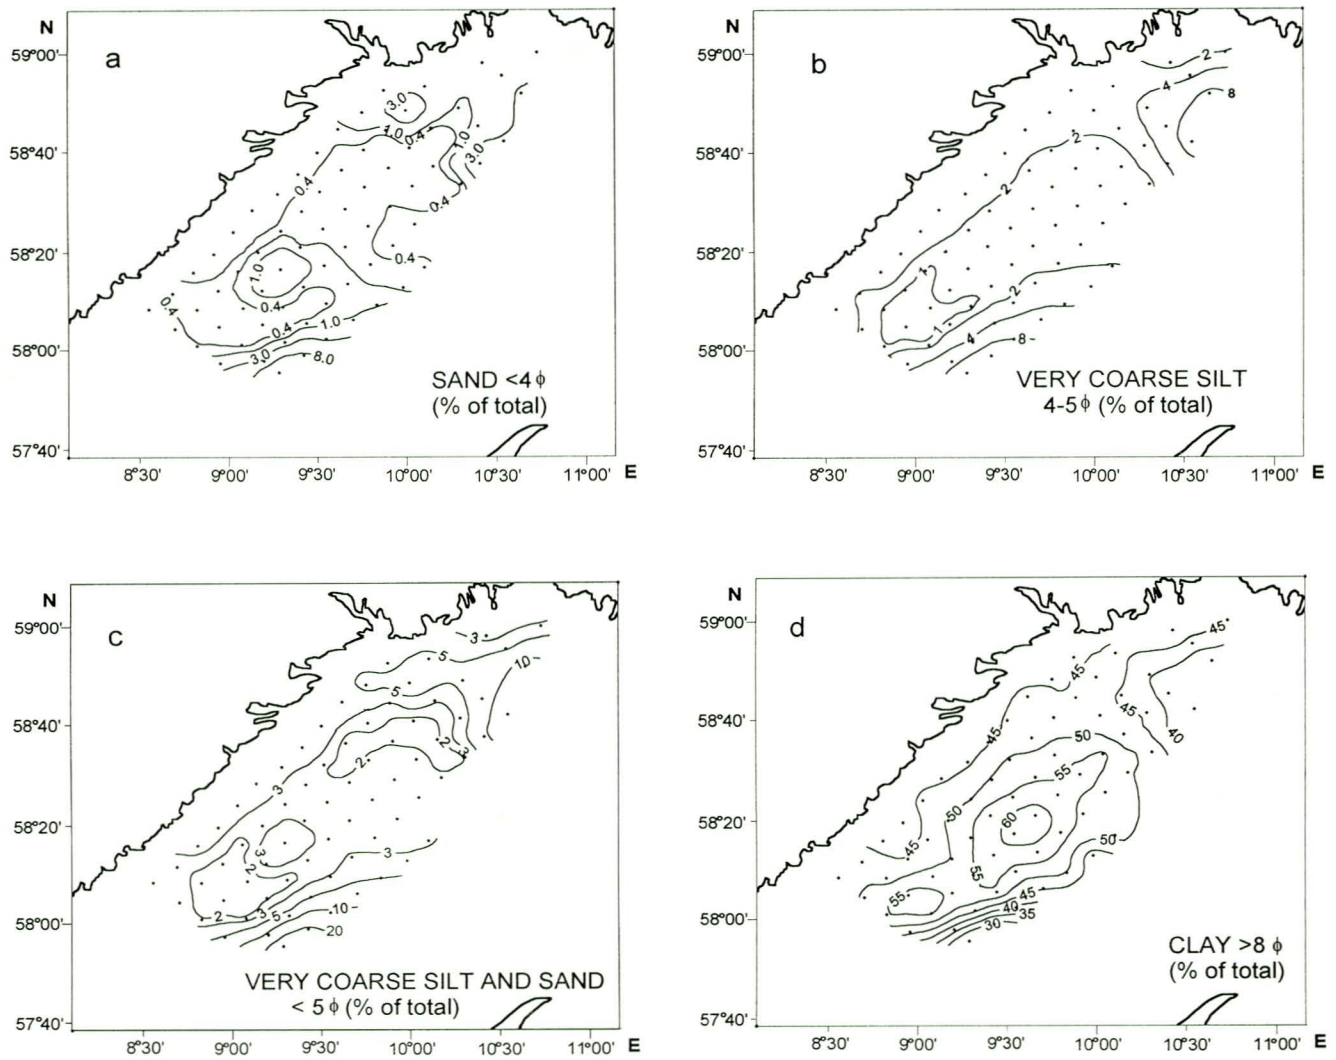 N
59°00'
58°40'
58°20'
58°00'
57°40'
8°30' 9°00' 9°30' 10°00' 10°30' 11°00' E
a
3.0
1.0 0.4
1.0
3.0
0.4
0.4
0.4
1.0
0.4
0.4
0.4 1.0
3.0 8.0
SAND <4 ϕ
(% of total)
N
59°00'
58°40'
58°20'
58°00'
57°40'
8°30' 9°00' 9°30' 10°00' 10°30' 11°00' E
b
2
4 8
2
2
1
2
1 4 8
VERY COARSE SILT
4-5 ϕ (% of total)
N
59°00'
58°40'
58°20'
58°00'
57°40'
8°30' 9°00' 9°30' 10°00' 10°30' 11°00' E
c
3
5 10
5
2 3
2
3
3 3
2
2 3 5 10
20
VERY COARSE SILT AND SAND
< 5 ϕ (% of total)
N
59°00'
58°40'
58°20'
58°00'
57°40'
8°30' 9°00' 9°30' 10°00' 10°30' 11°00' E
d
45
45
45
45 50 40
55
50 60
45 50
55
55 45
40 35
30
CLAY >8 ϕ
(% of total)